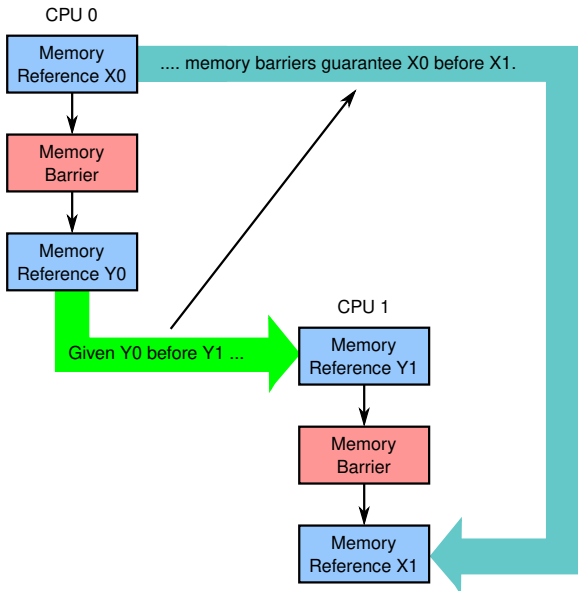 CPU 0
Memory
Reference X0
.... memory barriers guarantee X0 before X1.
Memory
Barrier
Memory
Reference Y0
CPU 1
Given Y0 before Y1 ...
Memory
Reference Y1
Memory
Barrier
Memory
Reference X1